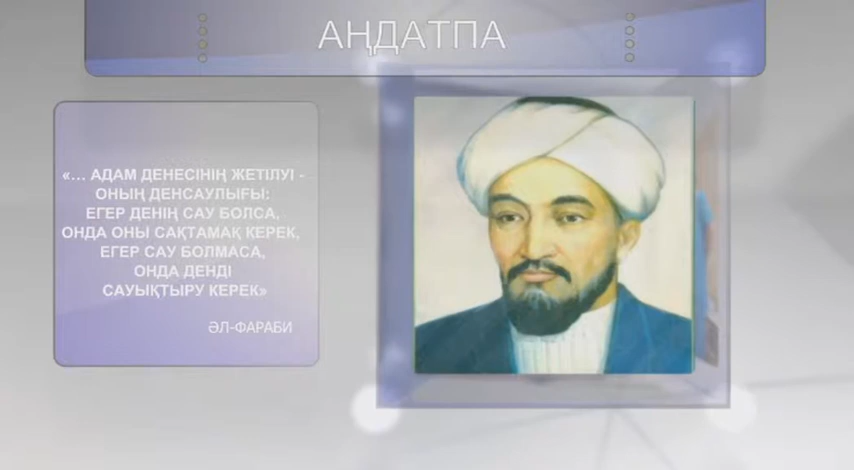 АҢДАТПА
«... АДАМ ДЕНЕСІНІҢ ЖЕТІЛУІ -
ОНЫҢ ДЕНСАУЛЫҒЫ:
ЕГЕР ДЕНІҢ САУ БОЛСА,
ОНДА ОНЫ САҚТАМАҚ КЕРЕК,
ЕГЕР САУ БОЛМАСА,
ОНДА ДЕНДІ
САУЫҚТЫРУ КЕРЕК»
ӘЛ-ФАРАБИ